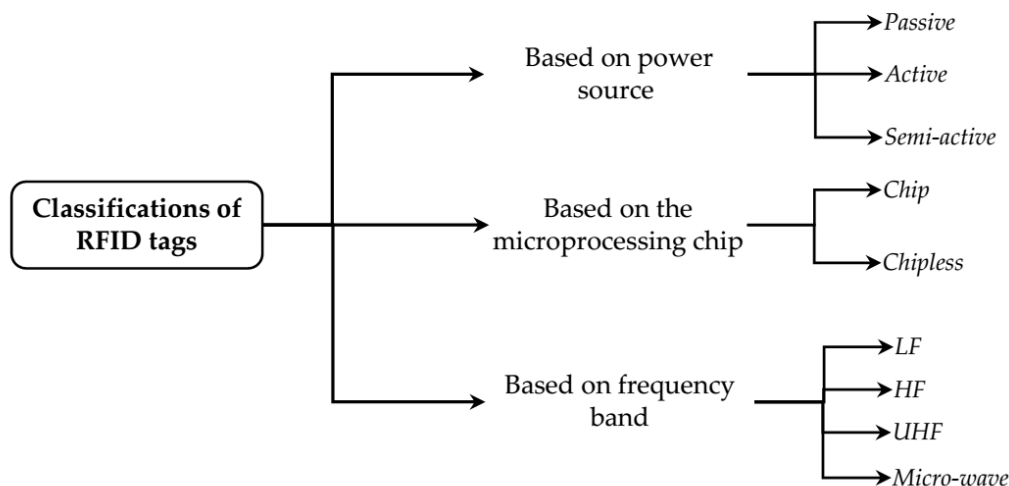 Classifications of
RFID tags
Based on power
source
Passive
Active
Semi-active
Based on the
microprocessing chip
Chip
Chipless
Based on frequency
band
LF
HF
UHF
Micro-wave